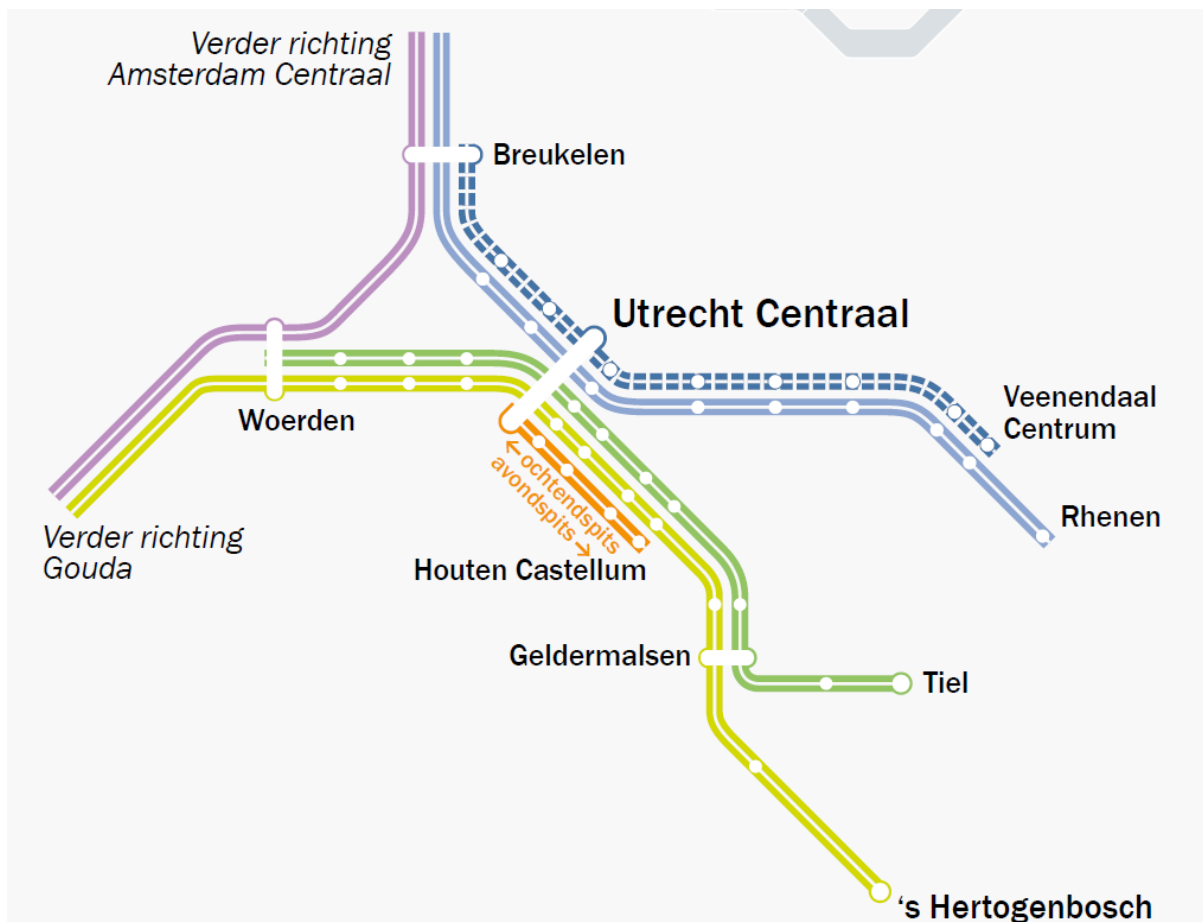 Verder richting
Amsterdam Centraal
Breukelen
Utrecht Centraal
Woerden
Veenendaal
Centrum
← ochtendspits
avondspits →
Rhenen
Verder richting
Gouda
Houten Castellum
Geldermalsen
Tiel
‘s Hertogenbosch